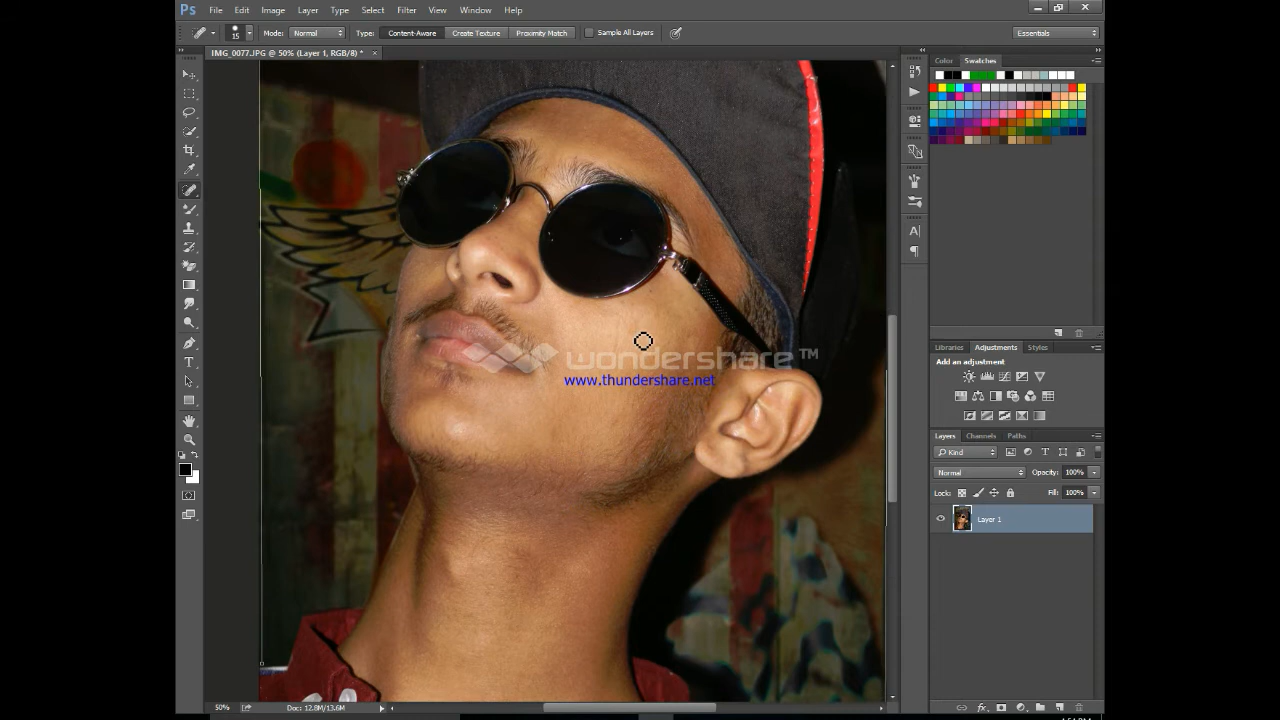 Ps File Edit Image Layer Type Select Filter View Window Help
15 Mode: Normal Type: Content-Aware Create Texture Proximity Match Sample All Layers Essentials
IMG_0077.JPG @ 50% (Layer 1, RGB/8) * ×
Color Swatches
wondershare™
www.thundershare.net
Libraries Adjustments Styles
Add an adjustment
Layers Channels Paths
Kind
Normal Opacity: 100%
Lock: Fill: 100%
Layer 1
50% Doc: 12.8M/13.6M